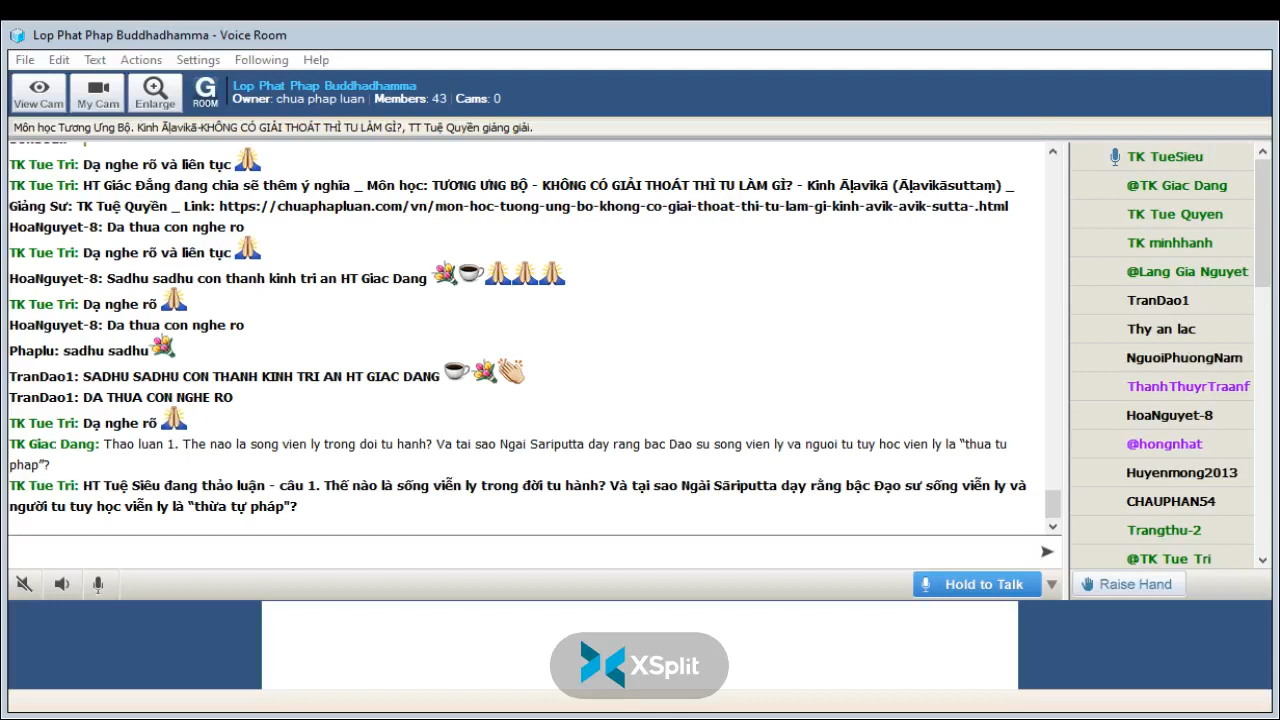 Lop Phat Phap Buddhadhamma - Voice Room
File Edit Text Actions Settings Following Help
View Cam My Cam Enlarge G ROOM
Lop Phat Phap Buddhadhamma
Owner: chua phap luan | Members: 43 | Cams: 0
Môn học Tương Ưng Bộ. Kinh Āḷavikā-KHÔNG CÓ GIẢI THOÁT THÌ TU LÀM GÌ?, TT Tuệ Quyền giảng giải.
TK Tue Tri: Dạ nghe rõ và liên tục
TK Tue Tri: HT Giác Đẳng đang chia sẽ thêm ý nghĩa _ Môn học: TƯƠNG ƯNG BỘ - KHÔNG CÓ GIẢI THOÁT THÌ TU LÀM GÌ? - Kinh Āḷavikā (Āḷavikāsuttaṃ) _
Giảng Sư: TK Tuệ Quyền _ Link: https://chuaphapluan.com/vn/mon-hoc-tuong-ung-bo-khong-co-giai-thoat-thi-tu-lam-gi-kinh-avik-avik-sutta-.html
HoaNguyet-8: Da thua con nghe ro
TK Tue Tri: Dạ nghe rõ và liên tục
HoaNguyet-8: Sadhu sadhu con thanh kinh tri an HT Giac Dang
TK Tue Tri: Dạ nghe rõ
HoaNguyet-8: Da thua con nghe ro
Phaplu: sadhu sadhu
TranDao1: SADHU SADHU CON THANH KINH TRI AN HT GIAC DANG
TranDao1: DA THUA CON NGHE RO
TK Tue Tri: Dạ nghe rõ
TK Giac Dang: Thao luan 1. The nao la song vien ly trong doi tu hanh? Va tai sao Ngai Sariputta day rang bac Dao su song vien ly va nguoi tu tuy hoc vien ly la "thua tu
phap"?
TK Tue Tri: HT Tuệ Siêu đang thảo luận - câu 1. Thế nào là sống viễn ly trong đời tu hành? Và tại sao Ngài Sāriputta dạy rằng bậc Đạo sư sống viễn ly và
người tu tuy học viễn ly là "thừa tự pháp"?
TK TueSieu
@TK Giac Dang
TK Tue Quyen
TK minhhanh
@Lang Gia Nguyet
TranDao1
Thy an lac
NguoiPhuongNam
ThanhThuyrTraanf
HoaNguyet-8
@hongnhat
Huyenmong2013
CHAUPHAN54
Trangthu-2
@TK Tue Tri
Hold to Talk
Raise Hand
XSplit